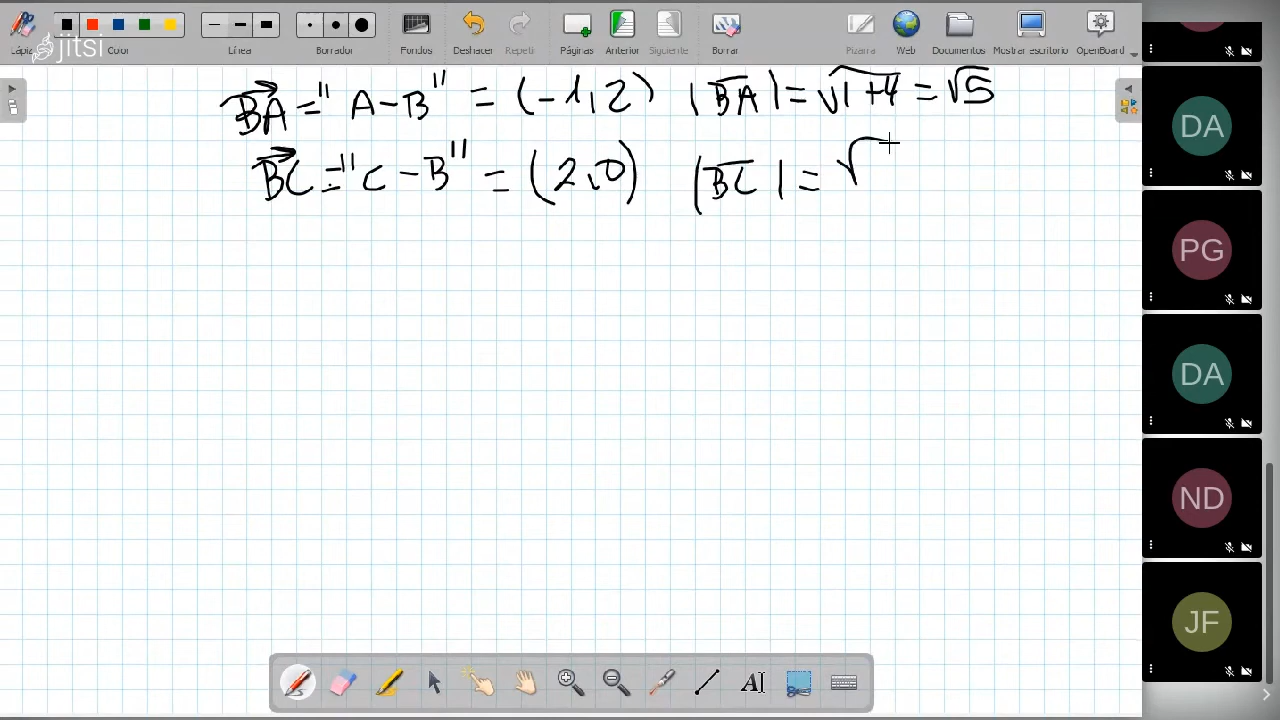 Lápiz Color Línea Borrador Fondos Deshacer Repetir Páginas Anterior Siguiente Borrar Pizarra Web Documentos Mostrar escritorio OpenBoard
jitsi
BA = "A - B" = (-1, 2) |BA| = √1+4 = √5
BC = "C - B" = (2, 0) |BC| = √
DA
PG
DA
ND
JF